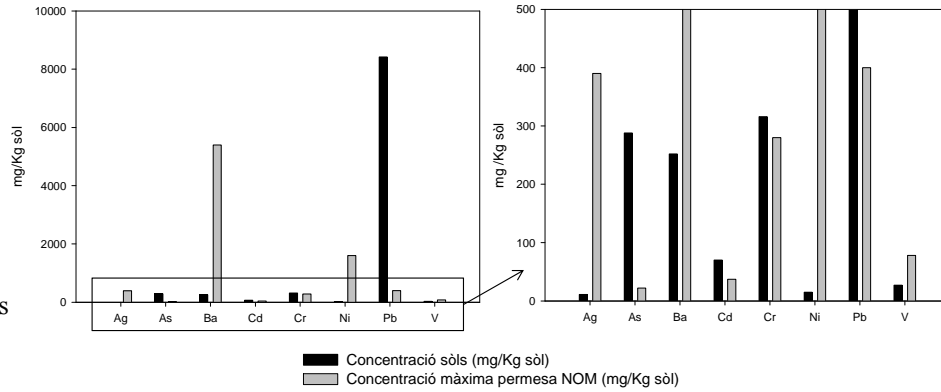 10000
8000
6000
4000
2000
0
mg/Kg sòl
Ag As Ba Cd Cr Ni Pb V
s
500
400
300
200
100
0
mg /Kg sòl
Ag As Ba Cd Cr Ni Pb V
Concentració sòls (mg/Kg sòl)
Concentració màxima permesa NOM (mg/Kg sòl)